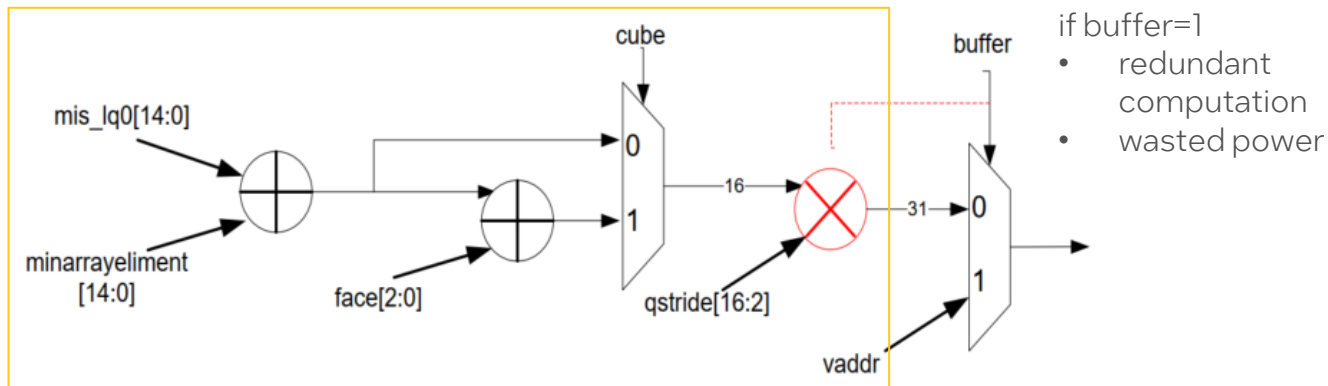 cube
mis_lq0[14:0]
0
1
minarrayeliment
[14:0]
face[2:0]
16
qstride[16:2]
31
buffer
0
1
vaddr
if buffer=1
• redundant
computation
• wasted power